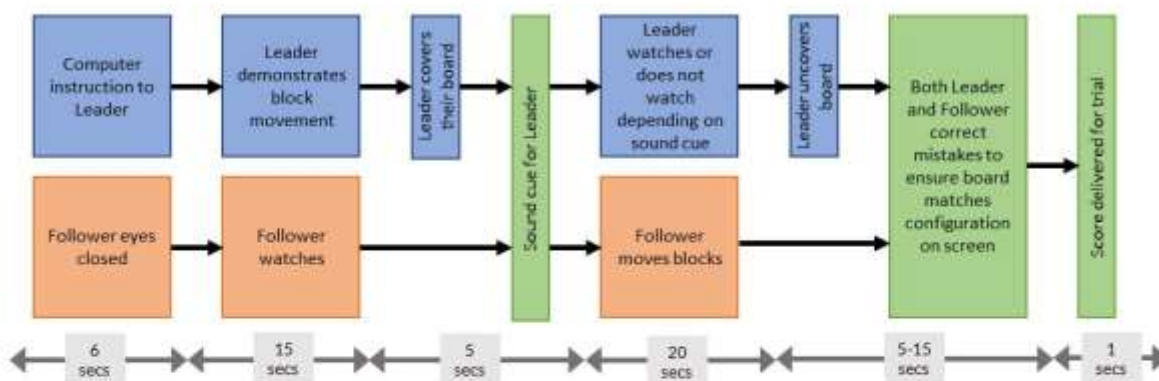 Computer
instruction to
Leader
Leader
demonstrates
block
movement
Leader covers
their board
Sound cue for Leader
Leader
watches or
does not
watch
depending on
sound cue
Leader uncovers
board
Both Leader
and Follower
correct
mistakes to
ensure board
matches
configuration
on screen
Score delivered for trial
Follower eyes
closed
Follower
watches
Follower
moves blocks
6
secs
15
secs
5
secs
20
secs
5-15
secs
1
secs